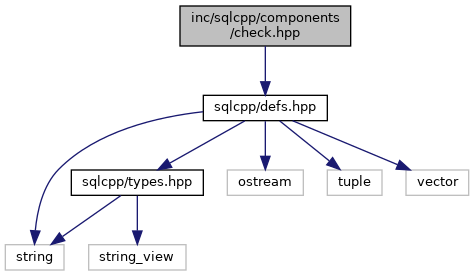 inc/sqlcpp/components
/check.hpp
sqlcpp/defs.hpp
sqlcpp/types.hpp
ostream
tuple
vector
string
string_view